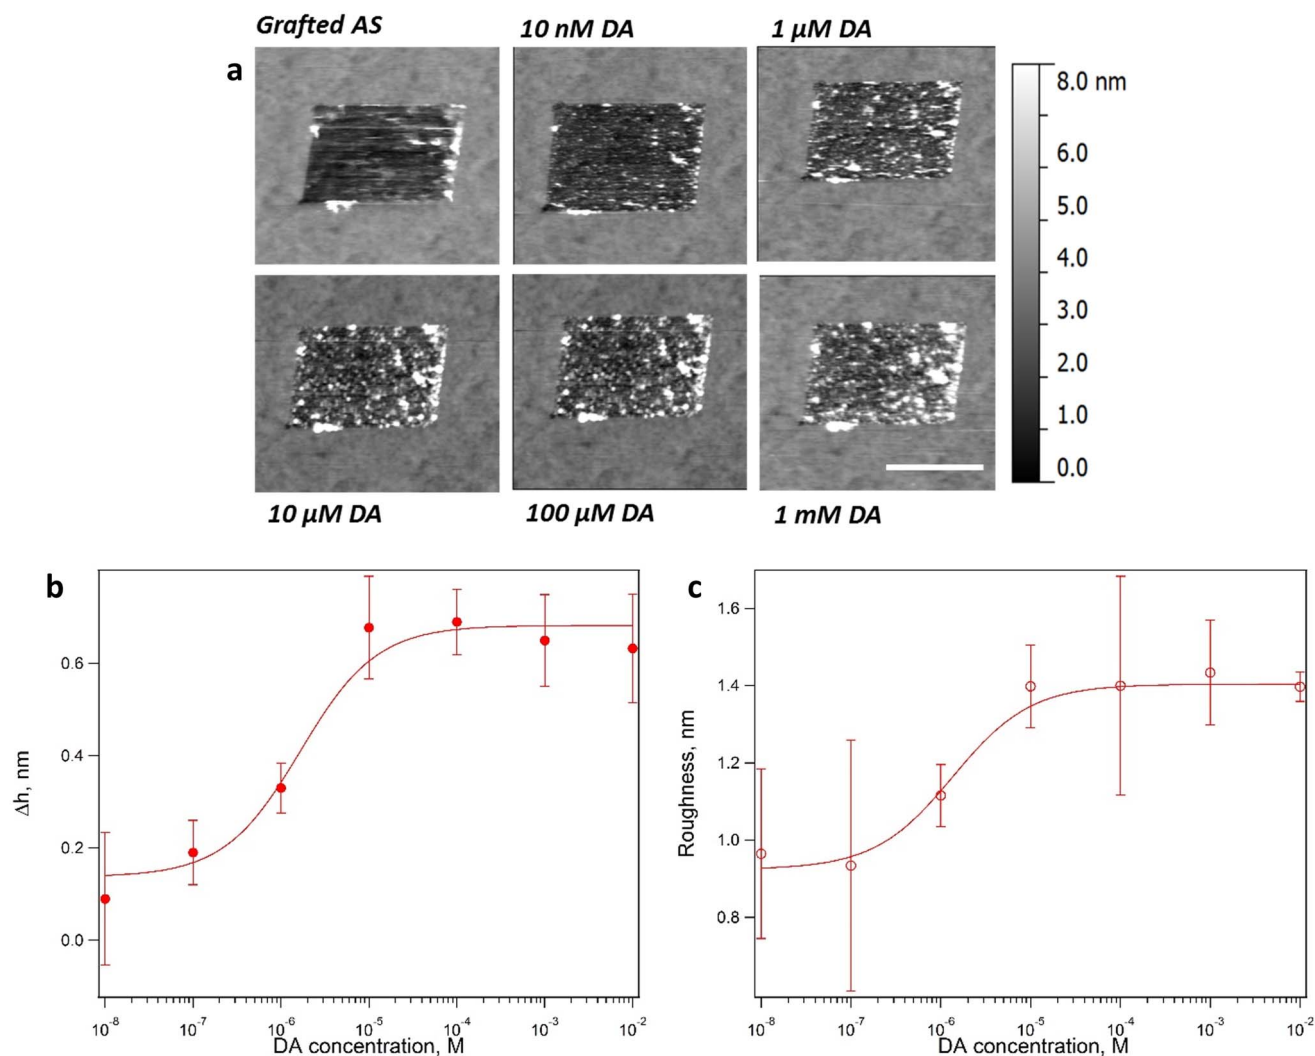 Grafted AS 10 nM DA 1 µM DA
a
8.0 nm
6.0
5.0
4.0
3.0
2.0
1.0
0.0
10 µM DA 100 µM DA 1 mM DA
b
Δh, nm
0.6
0.4
0.2
0.0
10⁻⁸ 10⁻⁷ 10⁻⁶ 10⁻⁵ 10⁻⁴ 10⁻³ 10⁻²
DA concentration, M
c
Roughness, nm
1.6
1.4
1.2
1.0
0.8
10⁻⁸ 10⁻⁷ 10⁻⁶ 10⁻⁵ 10⁻⁴ 10⁻³ 10⁻²
DA concentration, M